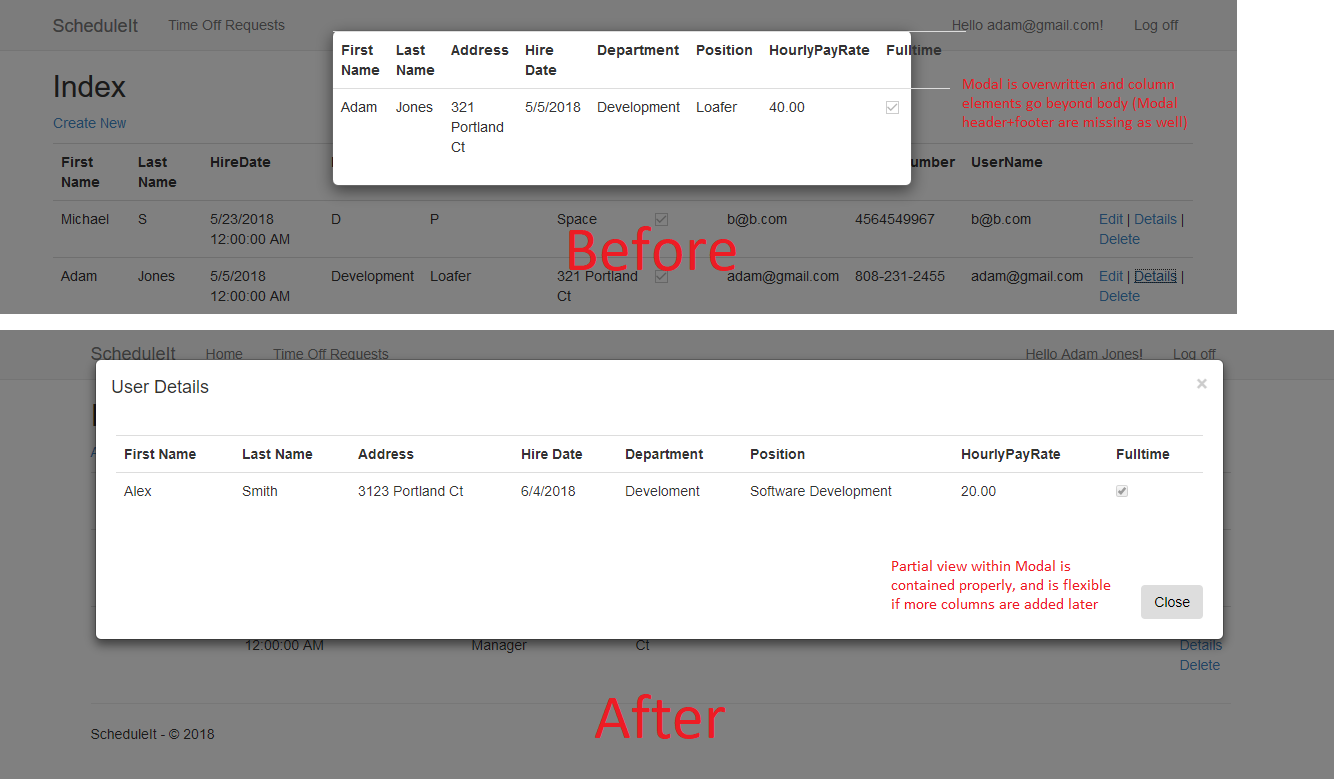 ScheduleIt Time Off Requests Hello adam@gmail.com! Log off
First Name Last Name Address Hire Date Department Position HourlyPayRate Fulltime
Adam Jones 321 Portland Ct 5/5/2018 Development Loafer 40.00
Modal is overwritten and column
elements go beyond body (Modal
header+footer are missing as well)
Index
Create New
First Name Last Name HireDate umber UserName
Michael S 5/23/2018 12:00:00 AM D P Space b@b.com 4564549967 b@b.com Edit | Details | Delete
Before
Adam Jones 5/5/2018 12:00:00 AM Development Loafer 321 Portland Ct adam@gmail.com 808-231-2455 adam@gmail.com Edit | Details | Delete
ScheduleIt Home Time Off Requests Hello Adam Jones! Log off
User Details ×
First Name Last Name Address Hire Date Department Position HourlyPayRate Fulltime
Alex Smith 3123 Portland Ct 6/4/2018 Develoment Software Development 20.00
Partial view within Modal is
contained properly, and is flexible
if more columns are added later
Close
12:00:00 AM Manager Ct Details
Delete
After
ScheduleIt - © 2018